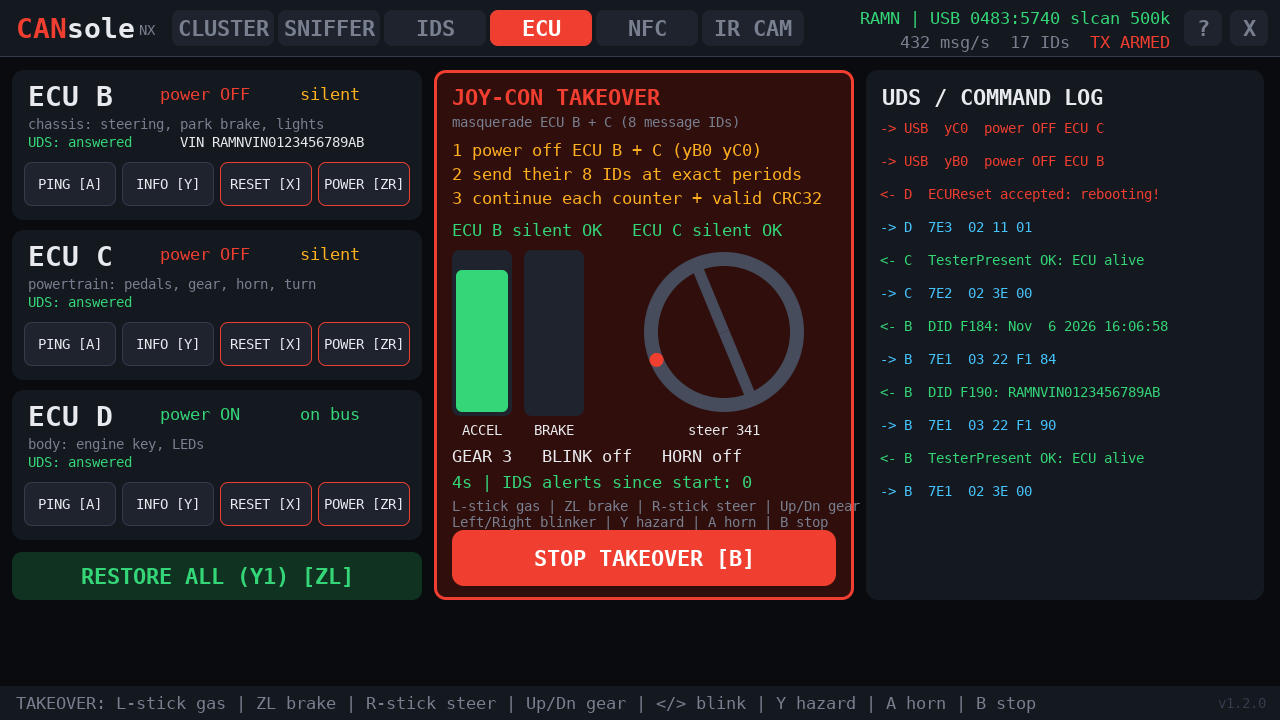 CANsole NX CLUSTER SNIFFER IDS ECU NFC IR CAM RAMN | USB 0483:5740 slcan 500k ? X
432 msg/s 17 IDs TX ARMED
ECU B power OFF silent
chassis: steering, park brake, lights
UDS: answered VIN RAMNVIN0123456789AB
PING [A] INFO [Y] RESET [X] POWER [ZR]
ECU C power OFF silent
powertrain: pedals, gear, horn, turn
UDS: answered
PING [A] INFO [Y] RESET [X] POWER [ZR]
ECU D power ON on bus
body: engine key, LEDs
UDS: answered
PING [A] INFO [Y] RESET [X] POWER [ZR]
RESTORE ALL (Y1) [ZL]
JOY-CON TAKEOVER
masquerade ECU B + C (8 message IDs)
1 power off ECU B + C (yB0 yC0)
2 send their 8 IDs at exact periods
3 continue each counter + valid CRC32
ECU B silent OK ECU C silent OK
ACCEL BRAKE steer 341
GEAR 3 BLINK off HORN off
4s | IDS alerts since start: 0
L-stick gas | ZL brake | R-stick steer | Up/Dn gear
Left/Right blinker | Y hazard | A horn | B stop
STOP TAKEOVER [B]
UDS / COMMAND LOG
-> USB yC0 power OFF ECU C
-> USB yB0 power OFF ECU B
<- D ECUReset accepted: rebooting!
-> D 7E3 02 11 01
<- C TesterPresent OK: ECU alive
-> C 7E2 02 3E 00
<- B DID F184: Nov 6 2026 16:06:58
-> B 7E1 03 22 F1 84
<- B DID F190: RAMNVIN0123456789AB
-> B 7E1 03 22 F1 90
<- B TesterPresent OK: ECU alive
-> B 7E1 02 3E 00
TAKEOVER: L-stick gas | ZL brake | R-stick steer | Up/Dn gear | </> blink | Y hazard | A horn | B stop v1.2.0